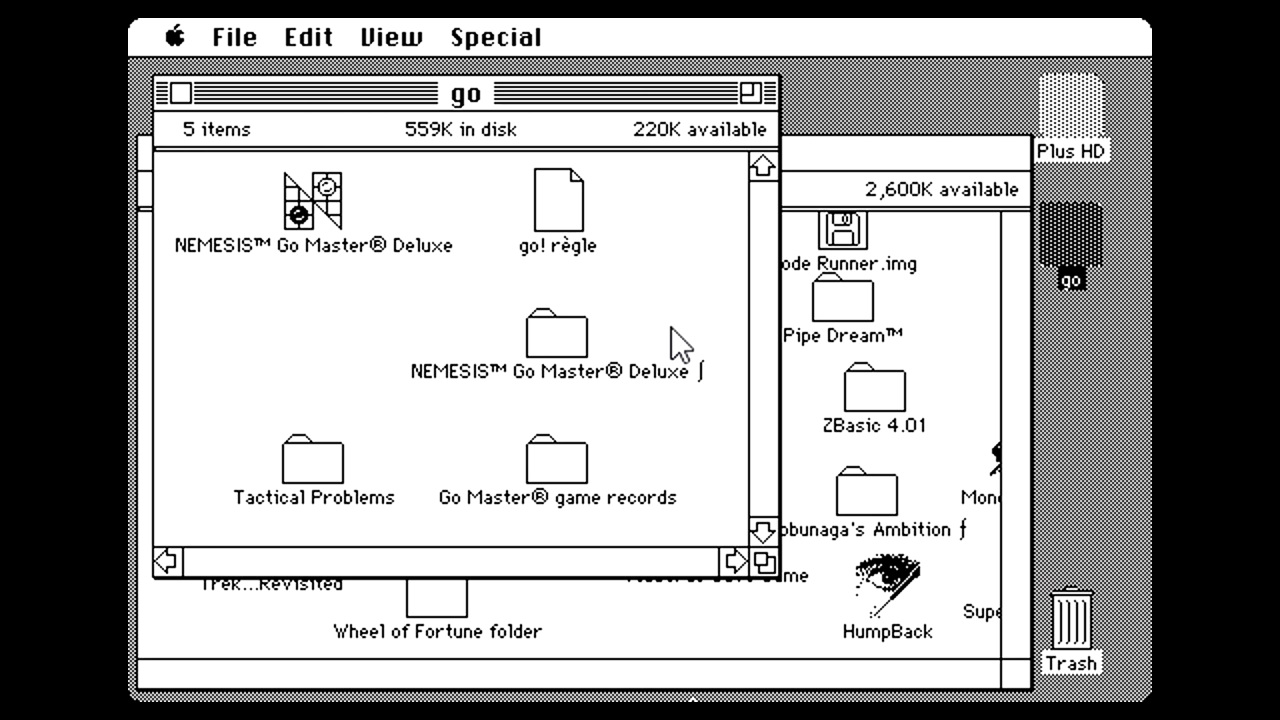 File Edit View Special
go
5 items 559K in disk 220K available
NEMESIS™ Go Master® Deluxe
go! règle
NEMESIS™ Go Master® Deluxe ƒ
Tactical Problems
Go Master® game records
2,600K available
ode Runner.img
Pipe Dream™
ZBasic 4.01
obunaga's Ambition ƒ
Trek...Revisited
Wheel of Fortune folder
HumpBack
Plus HD
go
Trash